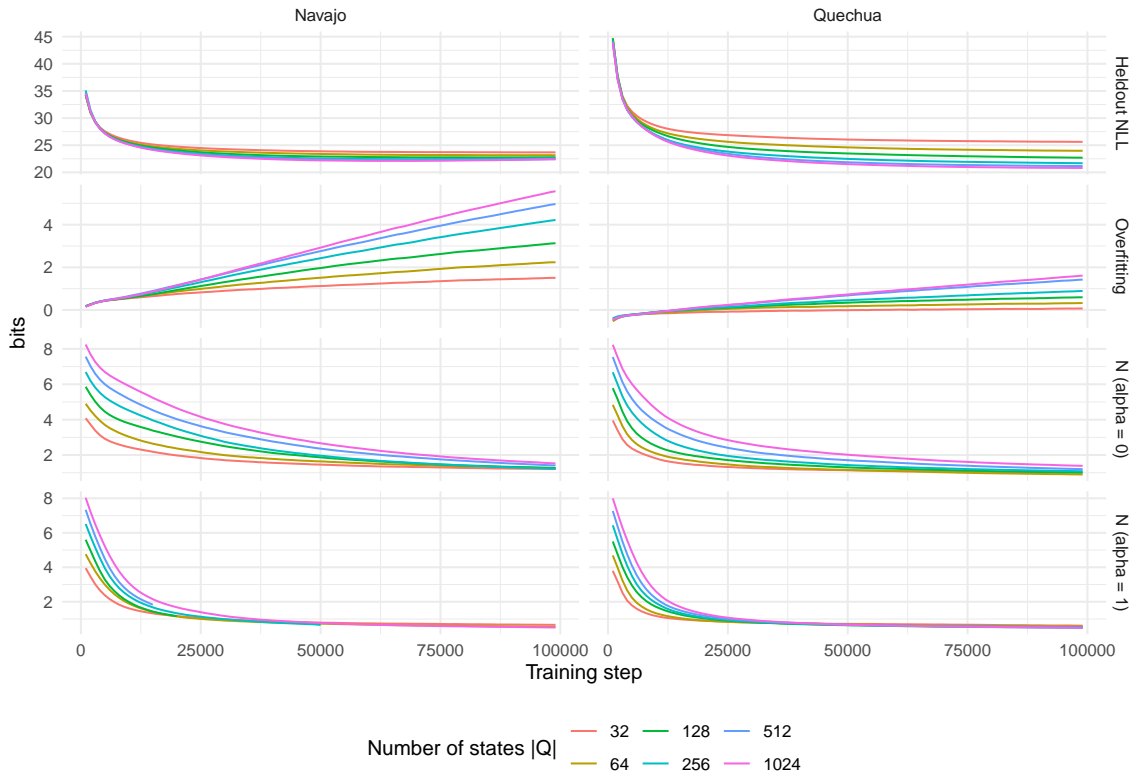 Navajo
Quechua
45
40
35
30
25
20
Heldout NLL
4
2
0
Overfitting
bits
8
6
4
2
N (alpha = 0)
8
6
4
2
N (alpha = 1)
0 25000 50000 75000 100000 0 25000 50000 75000 100000
Training step
Number of states |Q|
32 128 512
64 256 1024